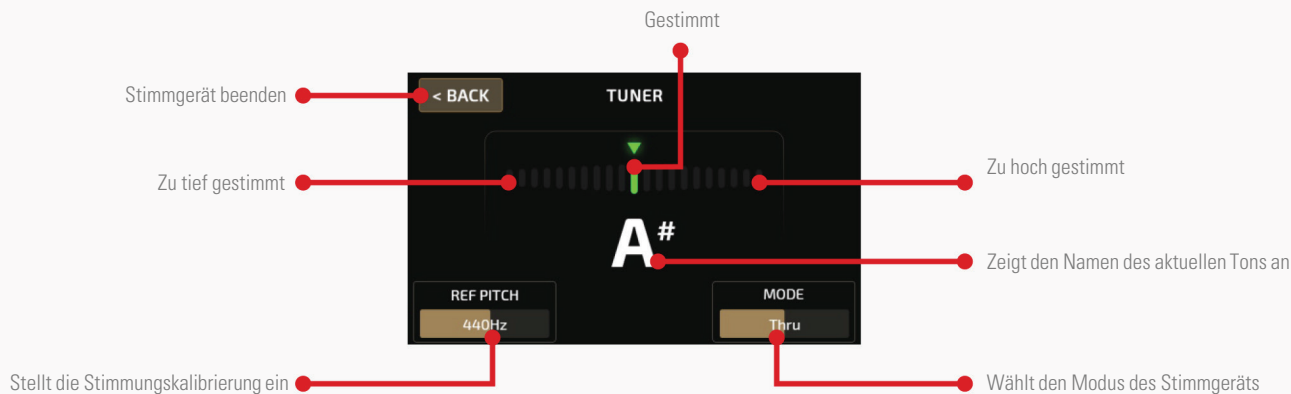 Gestimmt
Stimmgerät beenden
< BACK
TUNER
Zu tief gestimmt
Zu hoch gestimmt
A#
Zeigt den Namen des aktuellen Tons an
REF PITCH
MODE
440Hz
Thru
Stellt die Stimmungskalibrierung ein
Wählt den Modus des Stimmgeräts